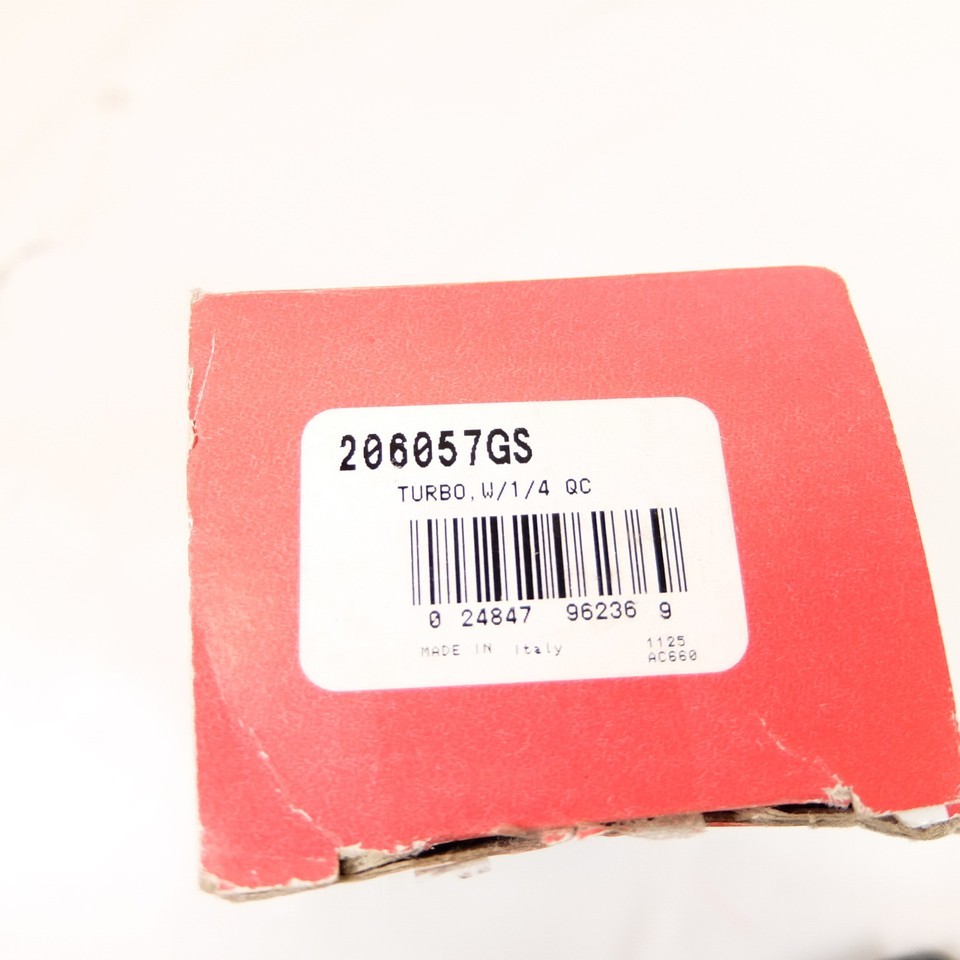 206057GS
TURBO,W/1/4 QC
0 24847 96236 9
MADE IN Italy
1125
AC660